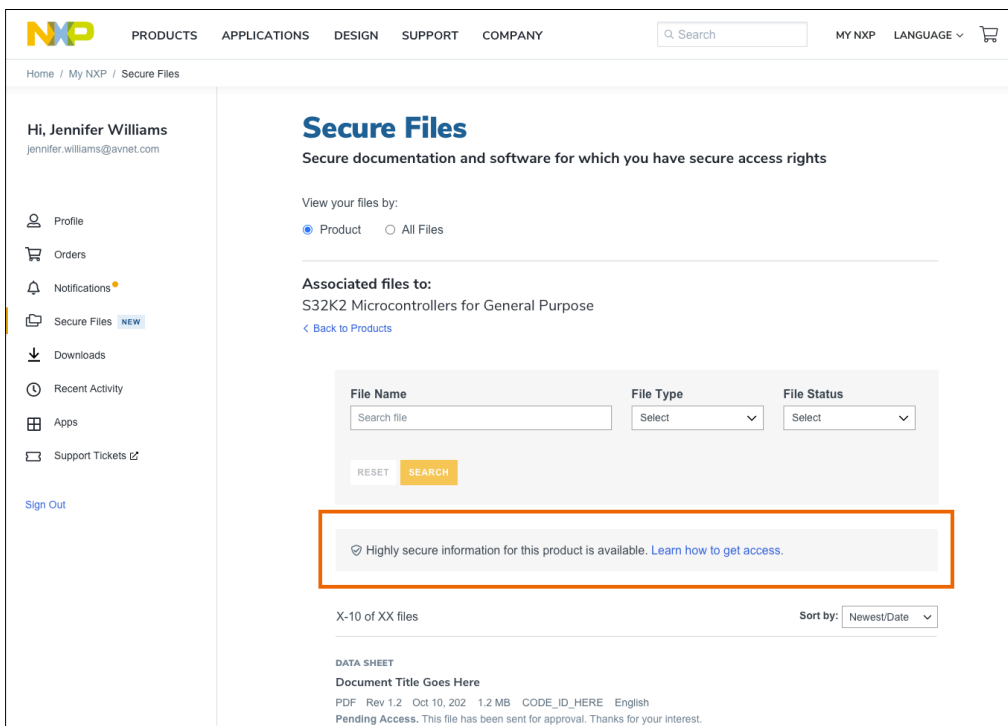 NXP
PRODUCTS APPLICATIONS DESIGN SUPPORT COMPANY Search MY NXP LANGUAGE
Home / My NXP / Secure Files
Hi, Jennifer Williams
jennifer.williams@avnet.com
Profile
Orders
Notifications
Secure Files NEW
Downloads
Recent Activity
Apps
Support Tickets
Sign Out
Secure Files
Secure documentation and software for which you have secure access rights
View your files by:
Product All Files
Associated files to:
S32K2 Microcontrollers for General Purpose
< Back to Products
File Name File Type File Status
Search file Select Select
RESET SEARCH
Highly secure information for this product is available. Learn how to get access.
X-10 of XX files Sort by: Newest/Date
DATA SHEET
Document Title Goes Here
PDF Rev 1.2 Oct 10, 202 1.2 MB CODE_ID_HERE English
Pending Access. This file has been sent for approval. Thanks for your interest.